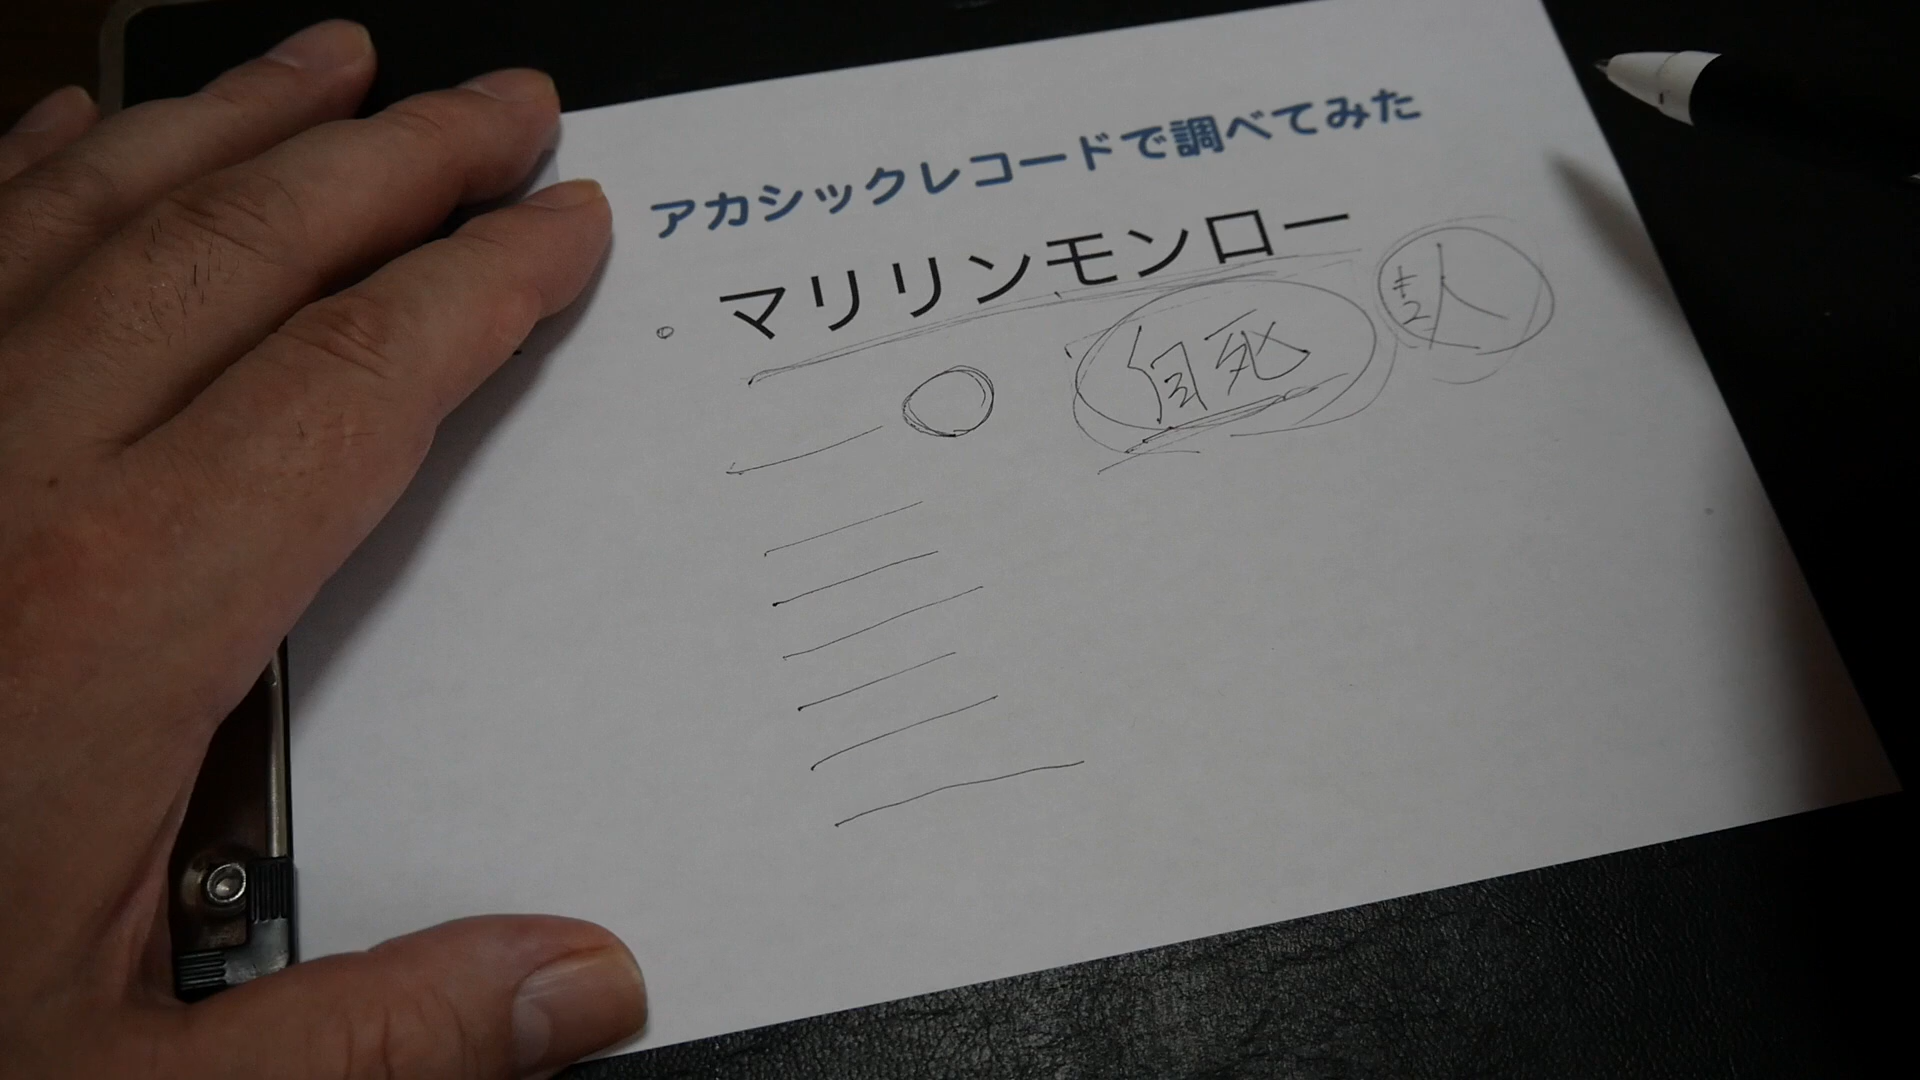 アカシックレコードで調べてみた
マリリンモンロー
自死